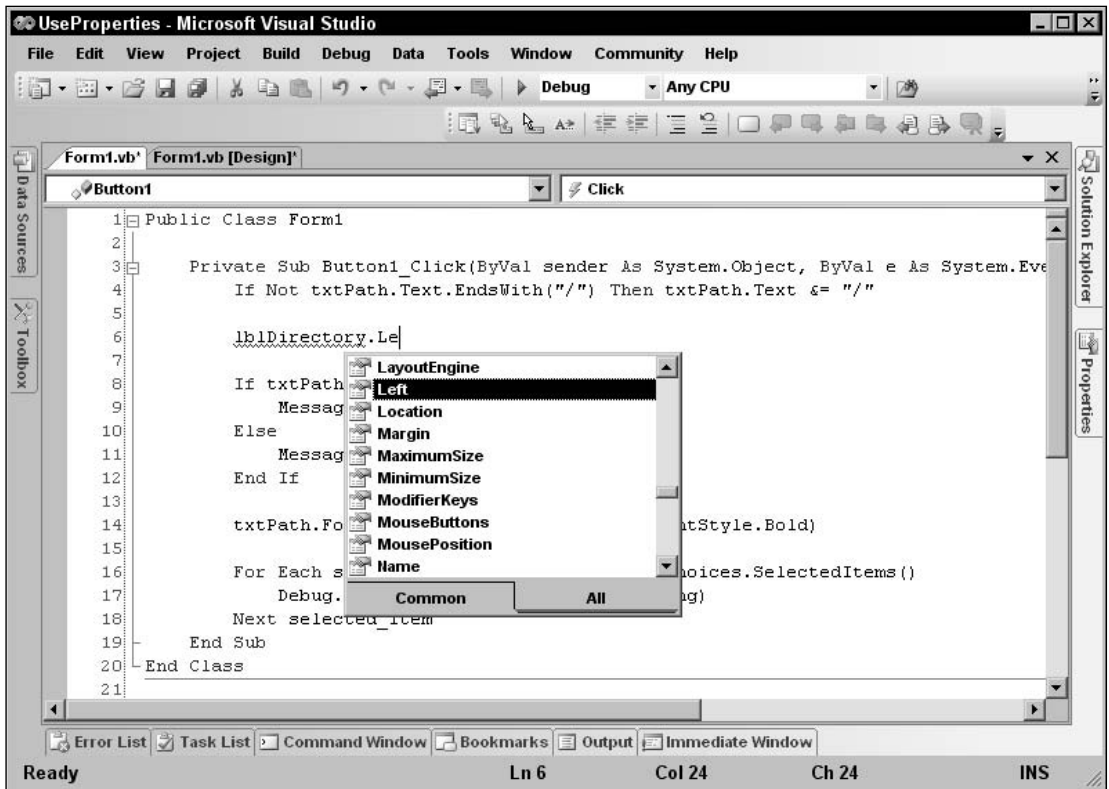 UseProperties - Microsoft Visual Studio
File Edit View Project Build Debug Data Tools Window Community Help
Debug Any CPU
Form1.vb* Form1.vb [Design]*
Button1 Click
Data Sources
Toolbox
Solution Explorer
Properties
1 Public Class Form1
2
3 Private Sub Button1_Click(ByVal sender As System.Object, ByVal e As System.Eve
4 If Not txtPath.Text.EndsWith("/") Then txtPath.Text &= "/"
5
6 lblDirectory.Le
7
8 If txtPath
9 Messag
10 Else
11 Messag
12 End If
13
14 txtPath.Fo ntStyle.Bold)
15
16 For Each s hoices.SelectedItems()
17 Debug. ng)
18 Next selected_item
19 End Sub
20 End Class
21
LayoutEngine
Left
Location
Margin
MaximumSize
MinimumSize
ModifierKeys
MouseButtons
MousePosition
Name
Common All
Error List Task List Command Window Bookmarks Output Immediate Window
Ready Ln 6 Col 24 Ch 24 INS